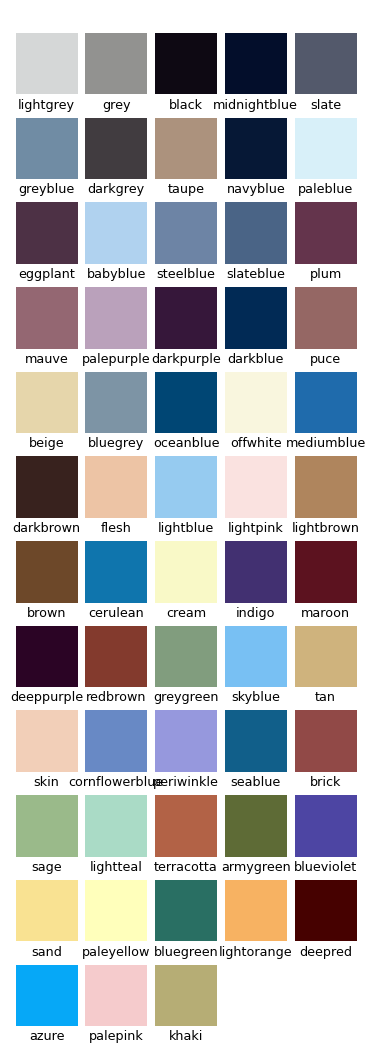 lightgrey grey black midnightblue slate
greyblue darkgrey taupe navyblue paleblue
eggplant babyblue steelblue slateblue plum
mauve palepurple darkpurple darkblue puce
beige bluegrey oceanblue offwhite mediumblue
darkbrown flesh lightblue lightpink lightbrown
brown cerulean cream indigo maroon
deeppurple redbrown greygreen skyblue tan
skin cornflowerblue periwinkle seablue brick
sage lightteal terracotta armygreen blueviolet
sand paleyellow bluegreen lightorange deepred
azure palepink khaki